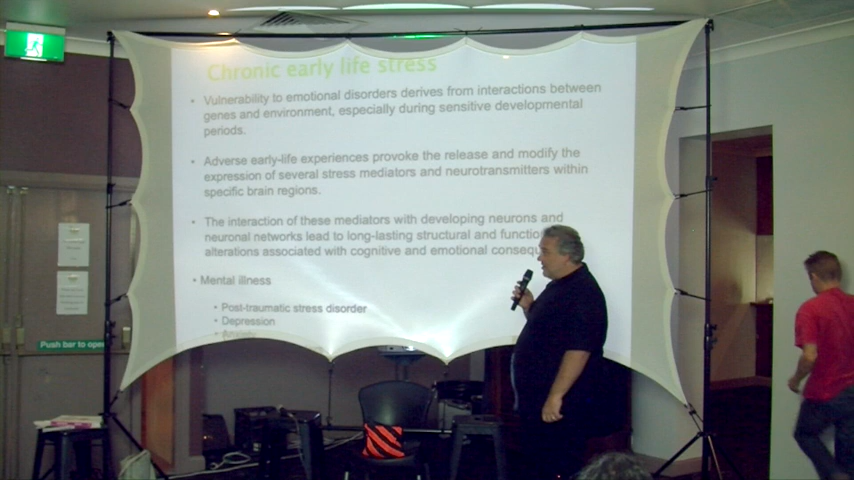 Chronic early life stress
• Vulnerability to emotional disorders derives from interactions between
genes and environment, especially during sensitive developmental
periods.
• Adverse early-life experiences provoke the release and modify the
expression of several stress mediators and neurotransmitters within
specific brain regions.
• The interaction of these mediators with developing neurons and
neuronal networks lead to long-lasting structural and functio
alterations associated with cognitive and emotional consequ
• Mental illness
• Post-traumatic stress disorder
• Depression
• Anxiety
Push bar to open